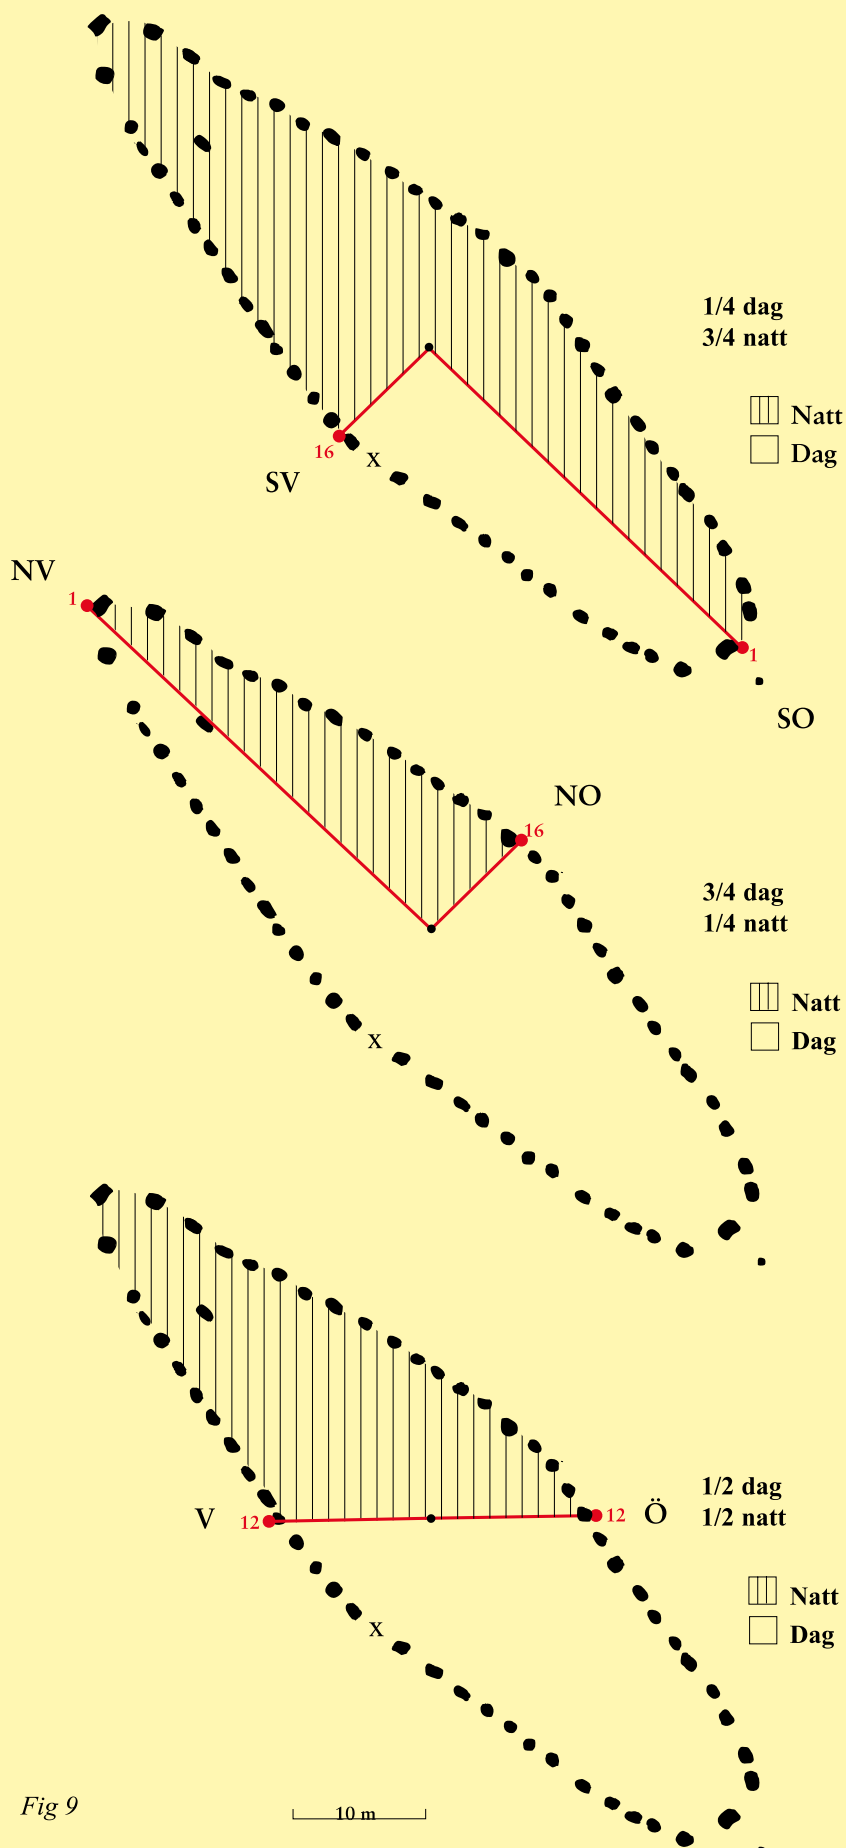 1/4 dag
3/4 natt
Natt
Dag
16
x
SV
NV
1
1
SO
NO
16
3/4 dag
1/4 natt
Natt
Dag
x
1/2 dag
1/2 natt
V
12
12
Ö
Natt
Dag
x
Fig 9
10 m